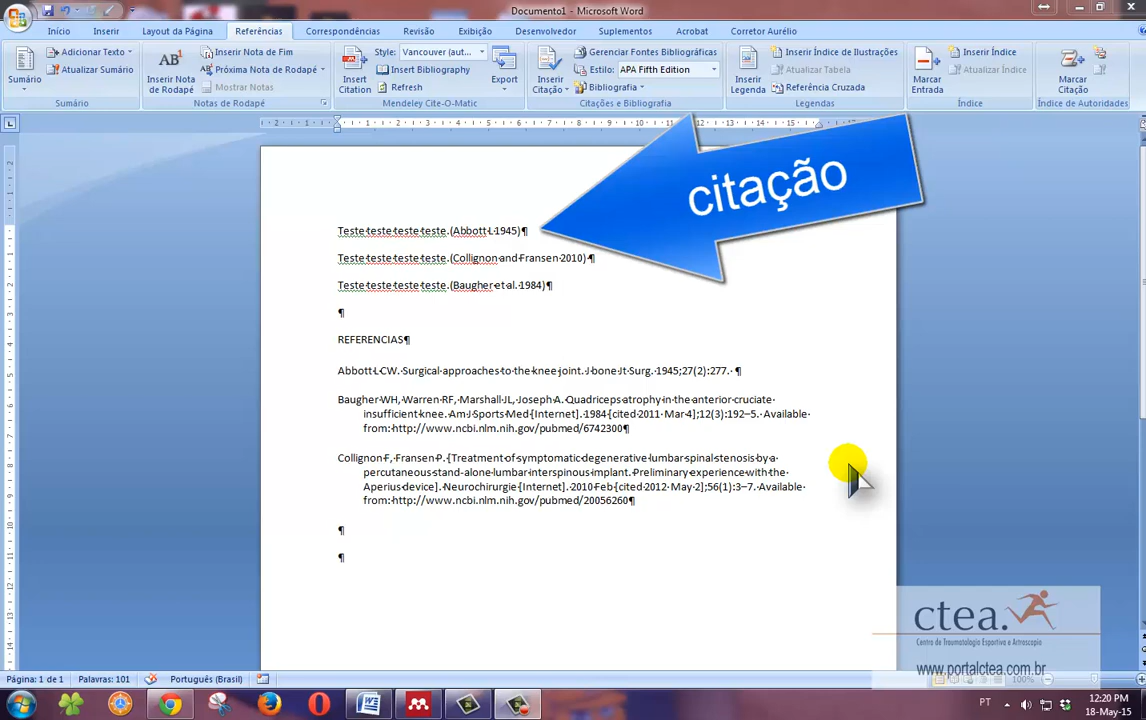 Documento1 - Microsoft Word
Início Inserir Layout da Página Referências Correspondências Revisão Exibição Desenvolvedor Suplementos Acrobat Corretor Aurélio
Sumário
Adicionar Texto
Atualizar Sumário
Sumário
AB¹
Inserir Nota de Rodapé
Inserir Nota de Fim
Próxima Nota de Rodapé
Mostrar Notas
Notas de Rodapé
Insert Citation
Style: Vancouver (aut...
Insert Bibliography
Refresh
Export
Mendeley Cite-O-Matic
Inserir Citação
Gerenciar Fontes Bibliográficas
Estilo: APA Fifth Edition
Bibliografia
Citações e Bibliografia
Inserir Legenda
Inserir Índice de Ilustrações
Atualizar Tabela
Referência Cruzada
Legendas
Marcar Entrada
Inserir Índice
Atualizar Índice
Índice
Marcar Citação
Índice de Autoridades
citação
Teste teste teste teste.(Abbott L 1945)¶
Teste teste teste teste.(Collignon and Fransen 2010) ¶
Teste teste teste teste.(Baugher et al. 1984)¶
¶
REFERENCIAS¶
Abbott L CW. Surgical approaches to the knee joint. J bone Jt Surg. 1945;27(2):277. ¶
Baugher WH, Warren RF, Marshall JL, Joseph A. Quadriceps atrophy in the anterior cruciate
insufficient knee. Am J Sports Med [Internet]. 1984 [cited 2011 Mar 4];12(3):192–5. Available
from: http://www.ncbi.nlm.nih.gov/pubmed/6742300¶
Collignon F, Fransen P. [Treatment of symptomatic degenerative lumbar spinal stenosis by a
percutaneous stand-alone lumbar interspinous implant. Preliminary experience with the
Aperius device]. Neurochirurgie [Internet]. 2010 Feb [cited 2012 May 2];56(1):3–7. Available
from: http://www.ncbi.nlm.nih.gov/pubmed/20056260¶
¶
¶
ctea.
Centro de Traumatologia Esportiva e Artroscopia
www.portalctea.com.br
Página: 1 de 1 Palavras: 101 Português (Brasil) 100%
PT
12:20 PM
18-May-15